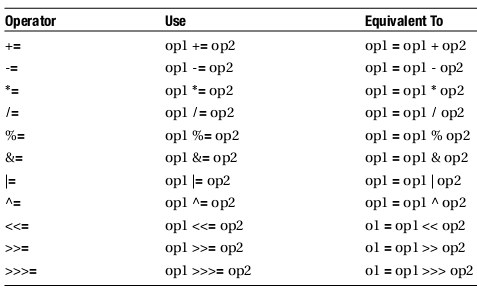 Operator Use Equivalent To
+= op1 += op2 op1 = op1 + op2
-= op1 -= op2 op1 = op1 - op2
*= op1 *= op2 op1 = op1 * op2
/= op1 /= op2 op1 = op1 / op2
%= op1 %= op2 op1 = op1 % op2
&= op1 &= op2 op1 = op1 & op2
|= op1 |= op2 op1 = op1 | op2
^= op1 ^= op2 op1 = op1 ^ op2
<<= op1 <<= op2 o1 = op1 << op2
>>= op1 >>= op2 o1 = op1 >> op2
>>>= op1 >>>= op2 o1 = op1 >>> op2